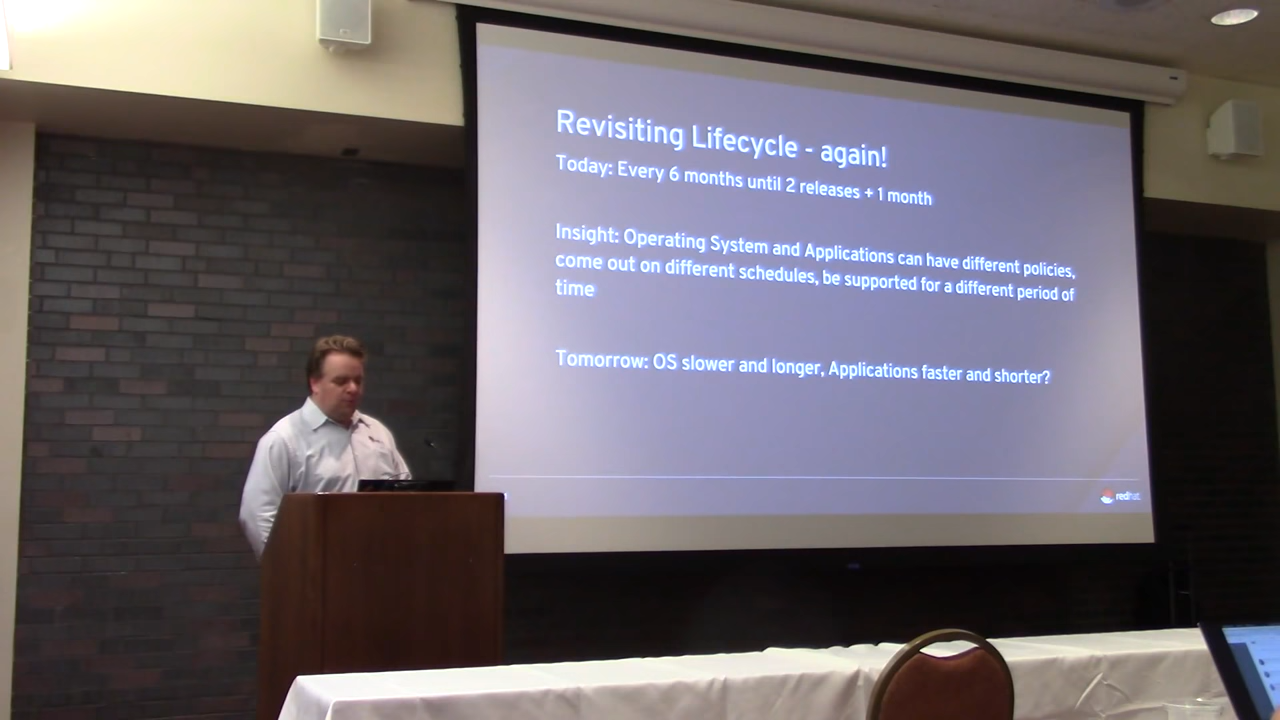 Revisiting Lifecycle - again!
Today: Every 6 months until 2 releases + 1 month
Insight: Operating System and Applications can have different policies,
come out on different schedules, be supported for a different period of
time
Tomorrow: OS slower and longer, Applications faster and shorter?
redhat